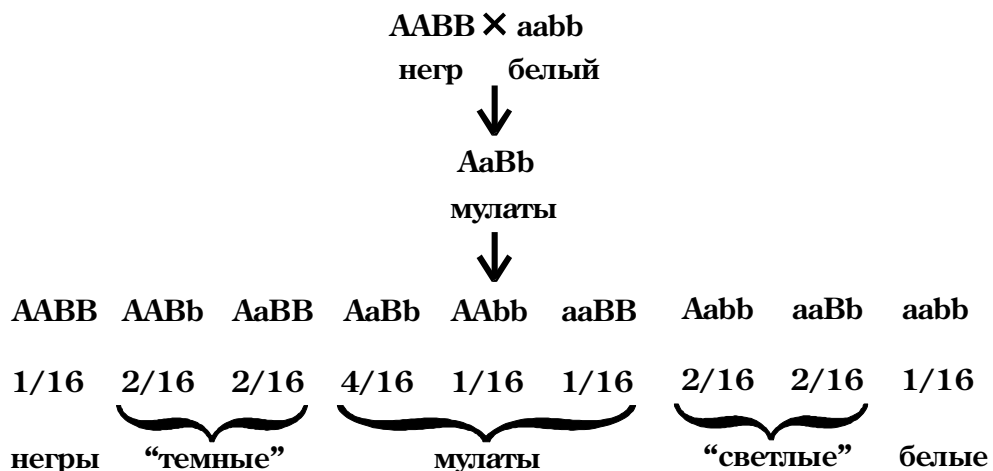 AABB × aabb
негр белый
AaBb
мулаты
AABB AABb AaBB AaBb AAbb aaBB Aabb aaBb aabb
1/16 2/16 2/16 4/16 1/16 1/16 2/16 2/16 1/16
негры “темные” мулаты “светлые” белые